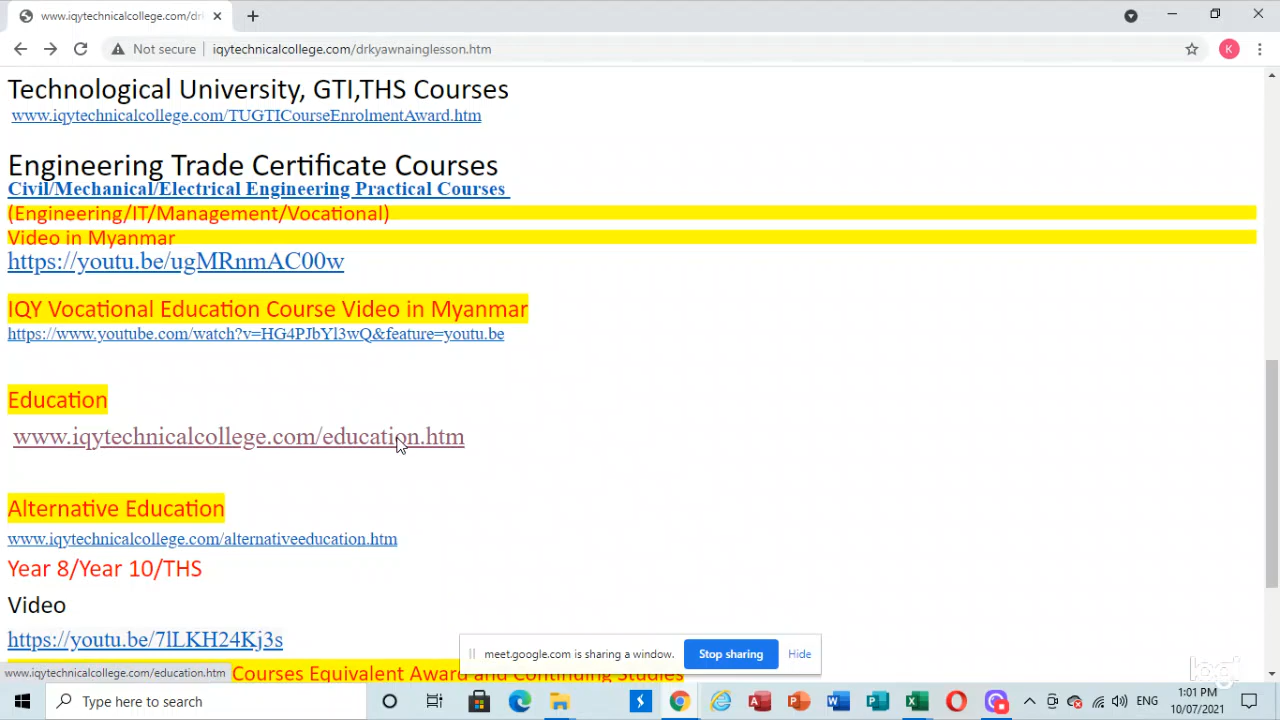 www.iqytechnicalcollege.com/drk
Not secure
iqytechnicalcollege.com/drkyawnainglesson.htm
K
Technological University, GTI,THS Courses
www.iqytechnicalcollege.com/TUGTICourseEnrolmentAward.htm
Engineering Trade Certificate Courses
Civil/Mechanical/Electrical Engineering Practical Courses
(Engineering/IT/Management/Vocational)
Video in Myanmar
https://youtu.be/ugMRnmAC00w
IQY Vocational Education Course Video in Myanmar
https://www.youtube.com/watch?v=HG4PJbYl3wQ&feature=youtu.be
Education
www.iqytechnicalcollege.com/education.htm
Alternative Education
www.iqytechnicalcollege.com/alternativeeducation.htm
Year 8/Year 10/THS
Video
https://youtu.be/7lLKH24Kj3s
meet.google.com is sharing a window.
Stop sharing
Hide
www.iqytechnicalcollege.com/education.htm
Courses Equivalent Award and Continuing Studies
Type here to search
ENG
1:01 PM
10/07/2021